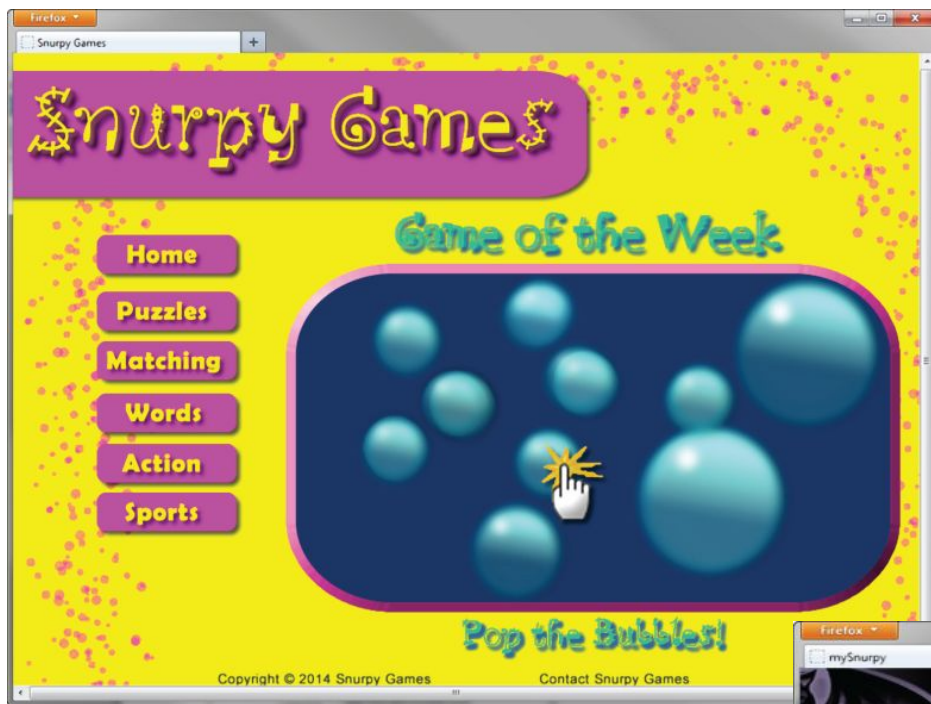 Firefox
Snurpy Games
Snurpy Games
Game of the Week
Home
Puzzles
Matching
Words
Action
Sports
Pop the Bubbles!
Firefox
mySnurpy
Copyright © 2014 Snurpy Games Contact Snurpy Games